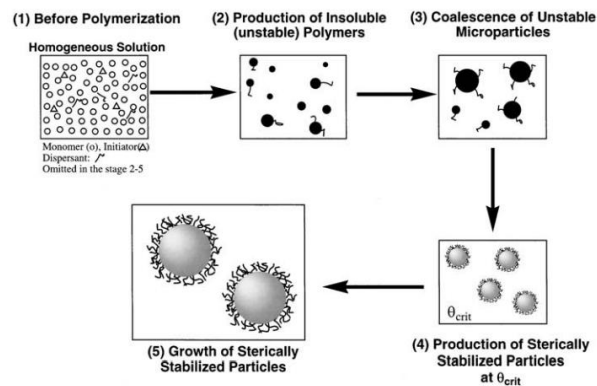 (1) Before Polymerization
Homogeneous Solution
Monomer (o), Initiator(△)
Dispersant:
Omitted in the stage 2-5
(2) Production of Insoluble
(unstable) Polymers
(3) Coalescence of Unstable
Microparticles
θcrit
(4) Production of Sterically
Stabilized Particles
at θcrit
(5) Growth of Sterically
Stabilized Particles